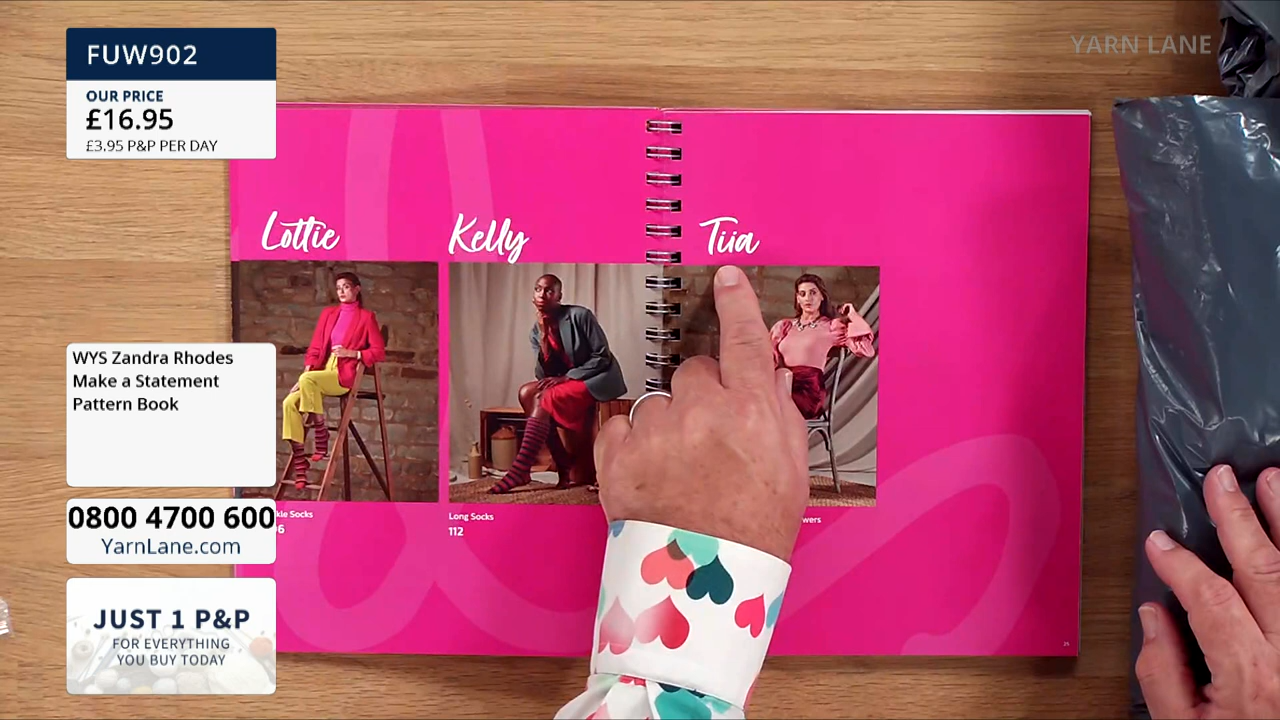 FUW902
OUR PRICE
£16.95
£3.95 P&P PER DAY
YARN LANE
Lottie
Kelly
Tiia
WYS Zandra Rhodes
Make a Statement
Pattern Book
Socks
Long Socks
112
0800 4700 600
YarnLane.com
JUST 1 P&P
FOR EVERYTHING
YOU BUY TODAY